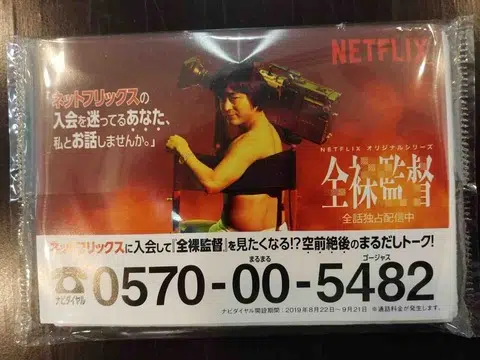 NETFLIX
「ネットフリックスの
入会を迷ってるあなた、
私とお話しませんか。」
NETFLIX オリジナルシリーズ
全裸監督
全話独占配信中
ネットフリックスに入会して『全裸監督』を見たくなる!?空前絶後のまるだしトーク!
まるまる
ゴージャス
ナビダイヤル
0570-00-5482
ナビダイヤル開設期間:2019年8月22日〜9月21日 ※通話料金が発生します。